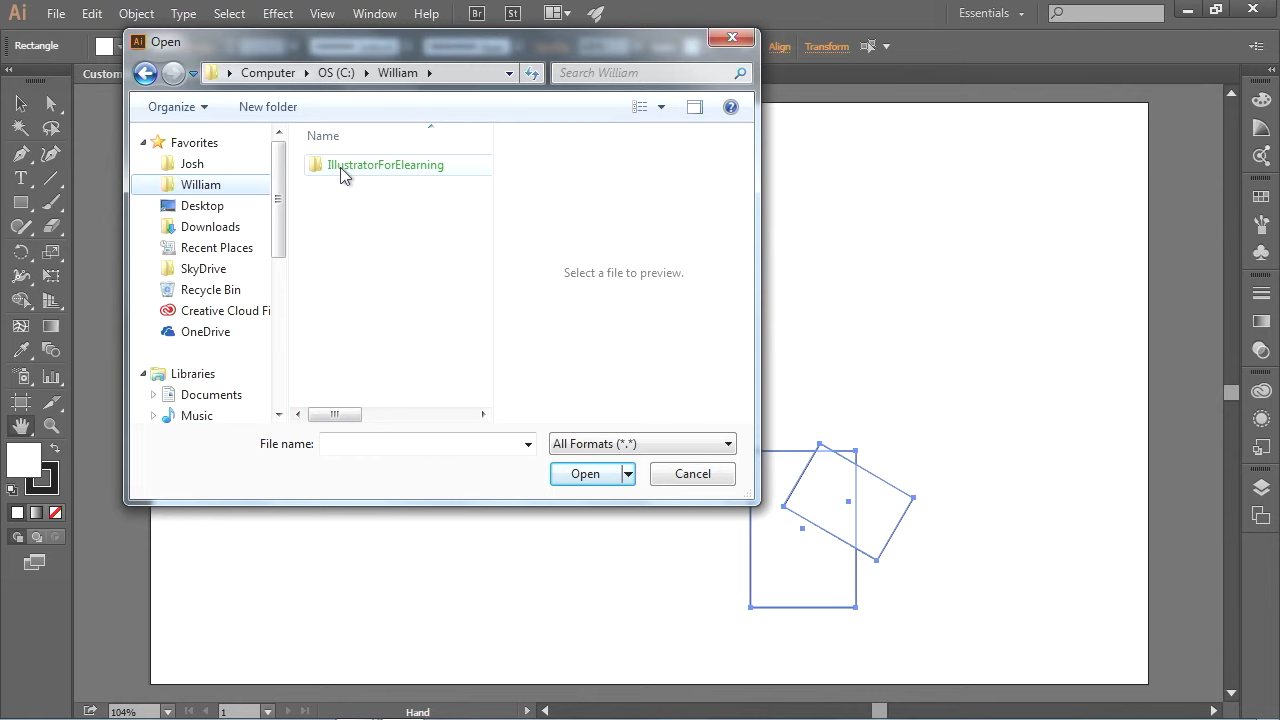 Ai File Edit Object Type Select Effect View Window Help Br St Essentials
Rectangle Align Transform
Custom
Ai Open
Computer OS (C:) William Search William
Organize New folder
Name
Favorites
Josh
William
Desktop
Downloads
Recent Places
SkyDrive
Recycle Bin
Creative Cloud Fi
OneDrive
Libraries
Documents
Music
IllustratorForElearning
Select a file to preview.
File name: All Formats (*.*)
Open Cancel
104% 1 Hand